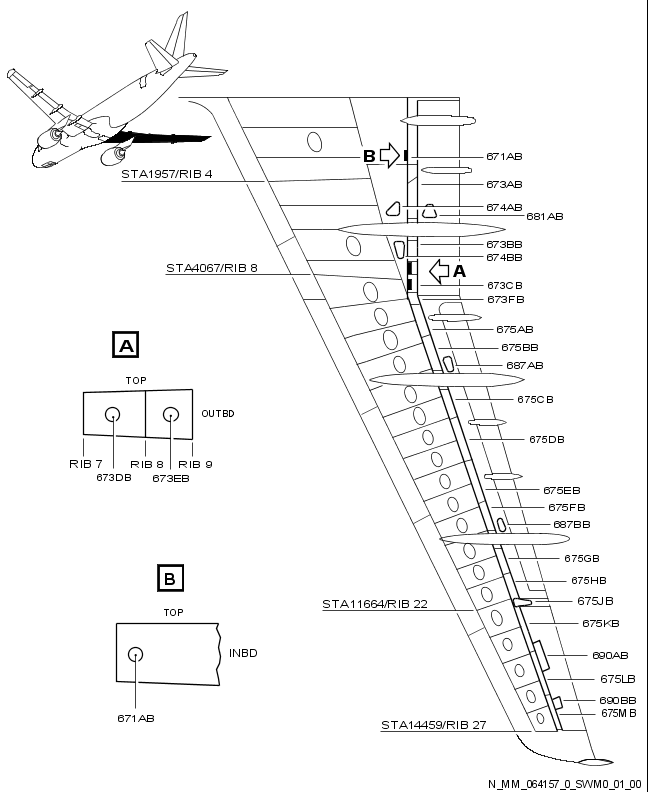 B
671AB
STA1957/RIB 4
673AB
674AB
681AB
673BB
674BB
STA4067/RIB 8
A
673CB
673FB
675AB
A
675BB
687AB
TOP
675CB
OUTBD
675DB
RIB 7
RIB 8
RIB 9
673DB
673EB
675EB
675FB
687BB
675GB
B
675HB
STA11664/RIB 22
675JB
TOP
675KB
INBD
690AB
675LB
690BB
671AB
675MB
STA14459/RIB 27
N_MM_064157_0_SWM0_01_00